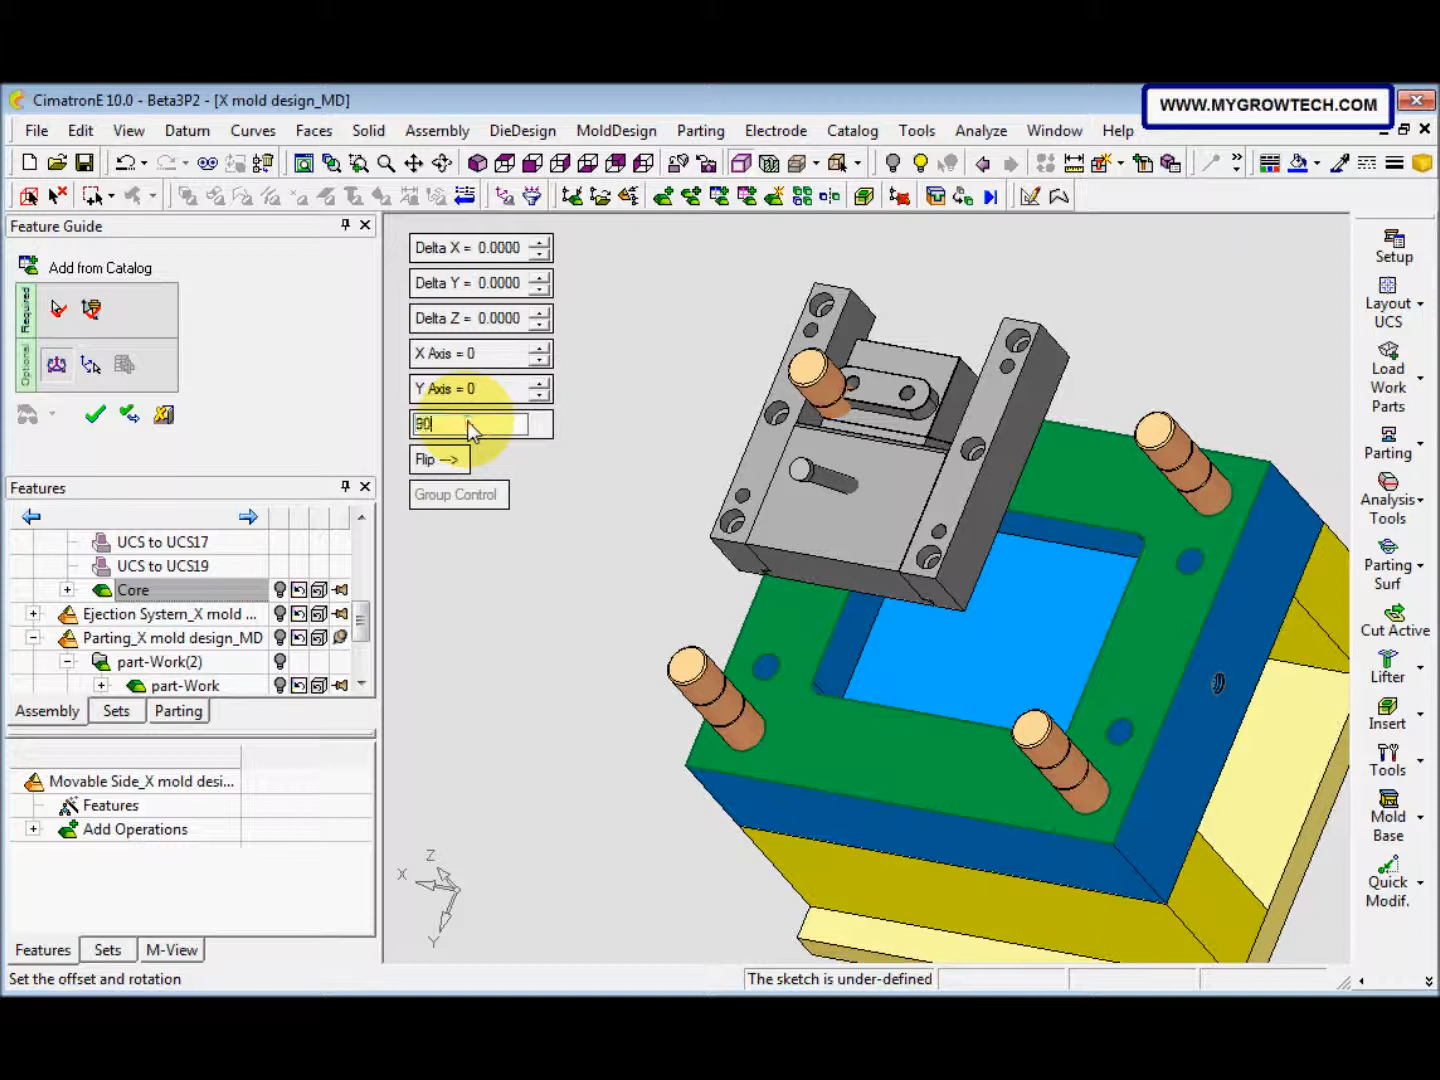 CimatronE 10.0 - Beta3P2 - [X mold design_MD]
WWW.MYGROWTECH.COM
File Edit View Datum Curves Faces Solid Assembly DieDesign MoldDesign Parting Electrode Catalog Tools Analyze Window Help
Feature Guide
Add from Catalog
Required
Optional
Delta X = 0.0000
Delta Y = 0.0000
Delta Z = 0.0000
X Axis = 0
Y Axis = 0
90
Flip -->
Group Control
Features
UCS to UCS17
UCS to UCS19
Core
Ejection System_X mold ...
Parting_X mold design_MD
part-Work(2)
part-Work
Assembly Sets Parting
Movable Side_X mold desi...
Features
Add Operations
Features Sets M-View
Z
X
Y
Setup
Layout
UCS
Load
Work
Parts
Parting
Analysis
Tools
Parting
Surf
Cut Active
Lifter
Insert
Tools
Mold
Base
Quick
Modif.
Set the offset and rotation
The sketch is under-defined